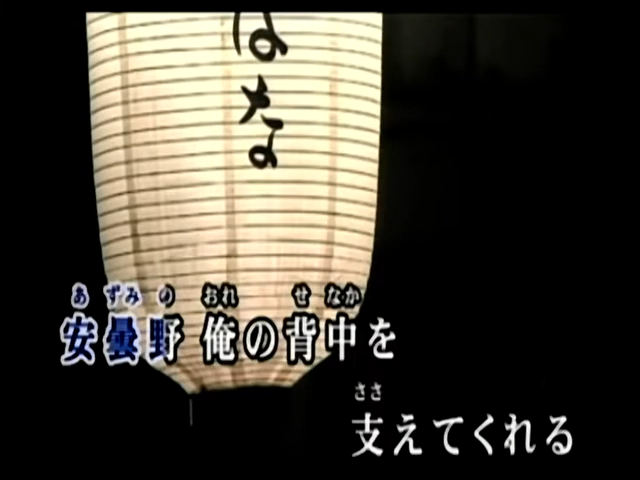 はな
あずみの おれ せなか
安曇野 俺の背中を
ささ
支えてくれる